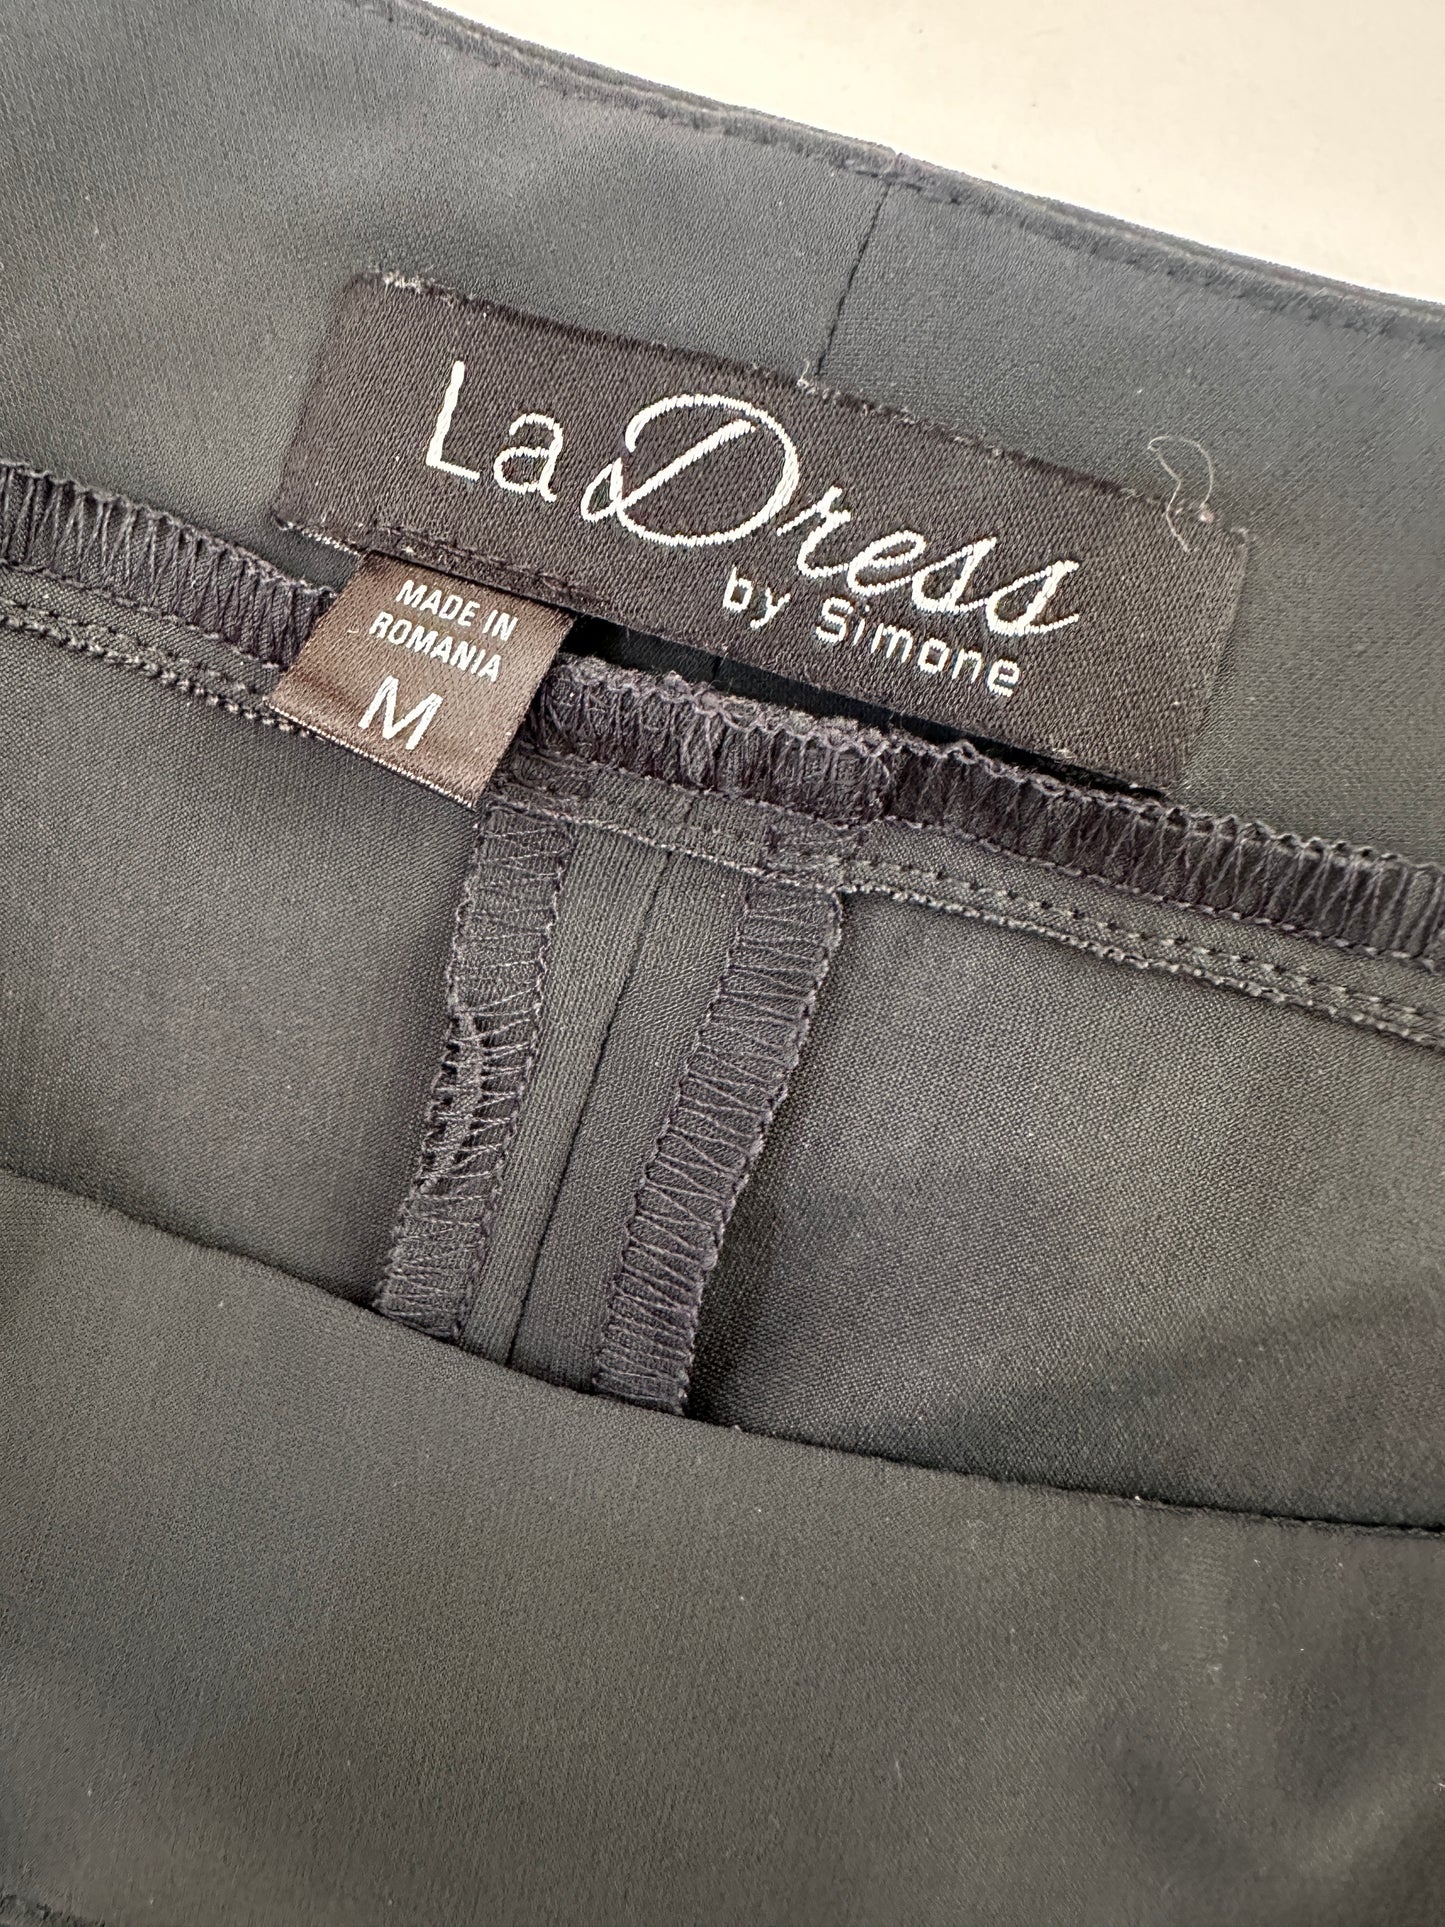 La Dress
by Simone
MADE IN
ROMANIA
M